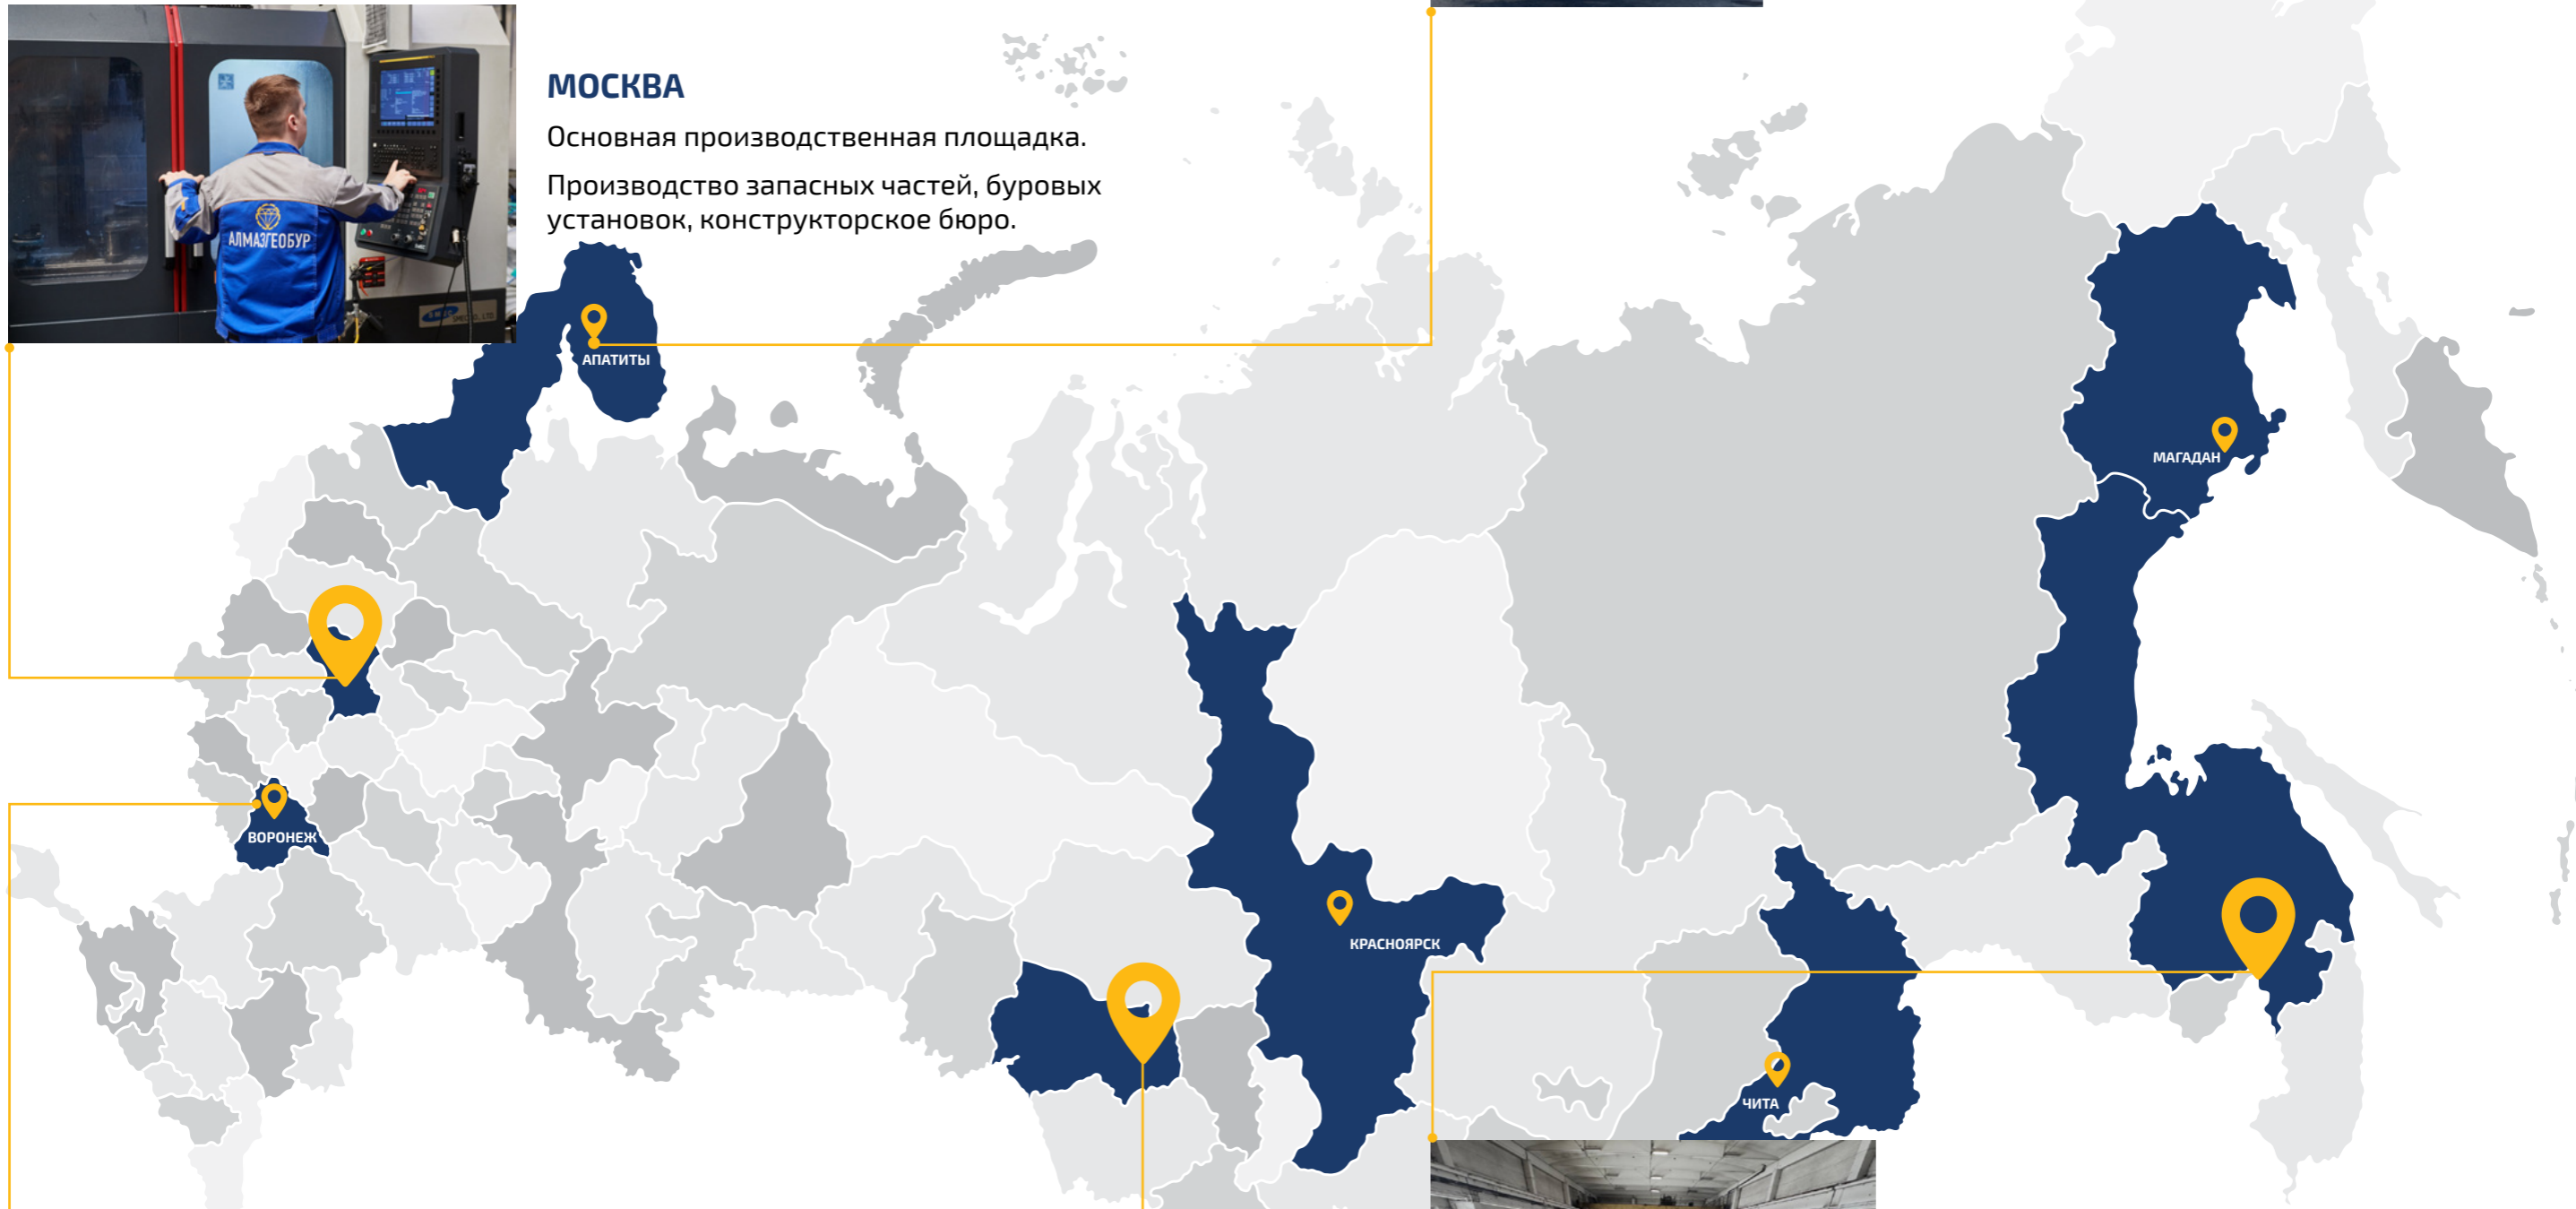 МОСКВА
Основная производственная площадка.
Производство запасных частей, буровых
установок, конструкторское бюро.
АЛМАЗГЕОБУР
АПАТИТЫ
МАГАДАН
ВОРОНЕЖ
КРАСНОЯРСК
ЧИТА